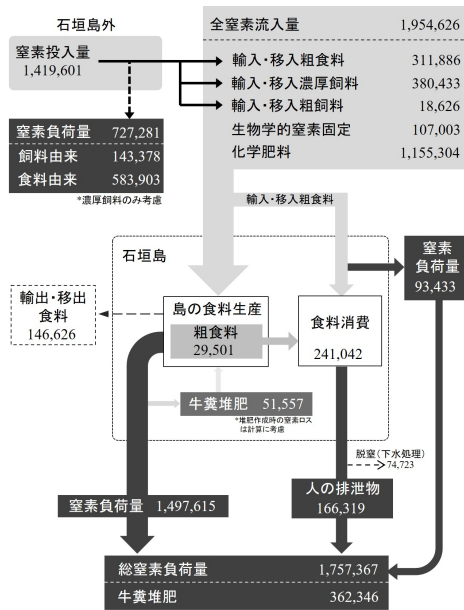 石垣島外
窒素投入量
1,419,601
全窒素流入量 1,954,626
輸入・移入粗食料 311,886
輸入・移入濃厚飼料 380,433
輸入・移入粗飼料 18,626
生物学的窒素固定 107,003
化学肥料 1,155,304
窒素負荷量 727,281
飼料由来 143,378
食料由来 583,903
*濃厚飼料のみ考慮
輸入・移入粗食料
石垣島
窒素
負荷量
93,433
輸出・移出
食料
146,626
島の食料生産
粗食料
29,501
食料消費
241,042
牛糞堆肥 51,557
*堆肥作成時の窒素ロス
は計算に考慮
脱窒(下水処理)
74,723
人の排泄物
166,319
窒素負荷量 1,497,615
総窒素負荷量 1,757,367
牛糞堆肥 362,346